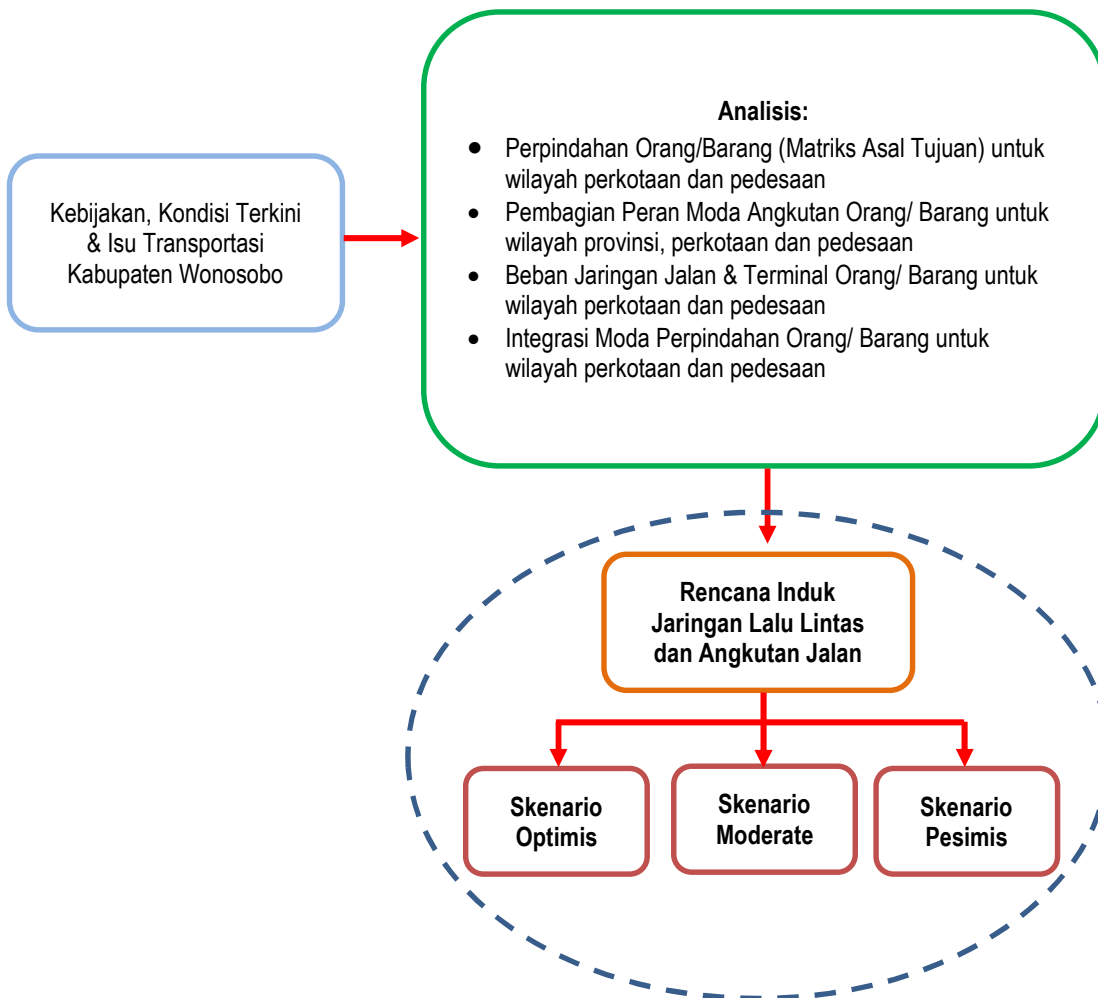 Kebijakan, Kondisi Terkini
& Isu Transportasi
Kabupaten Wonosobo
Analisis:
• Perpindahan Orang/Barang (Matriks Asal Tujuan) untuk
wilayah perkotaan dan pedesaan
• Pembagian Peran Moda Angkutan Orang/ Barang untuk
wilayah provinsi, perkotaan dan pedesaan
• Beban Jaringan Jalan & Terminal Orang/ Barang untuk
wilayah perkotaan dan pedesaan
• Integrasi Moda Perpindahan Orang/ Barang untuk
wilayah perkotaan dan pedesaan
Rencana Induk
Jaringan Lalu Lintas
dan Angkutan Jalan
Skenario
Optimis
Skenario
Moderate
Skenario
Pesimis